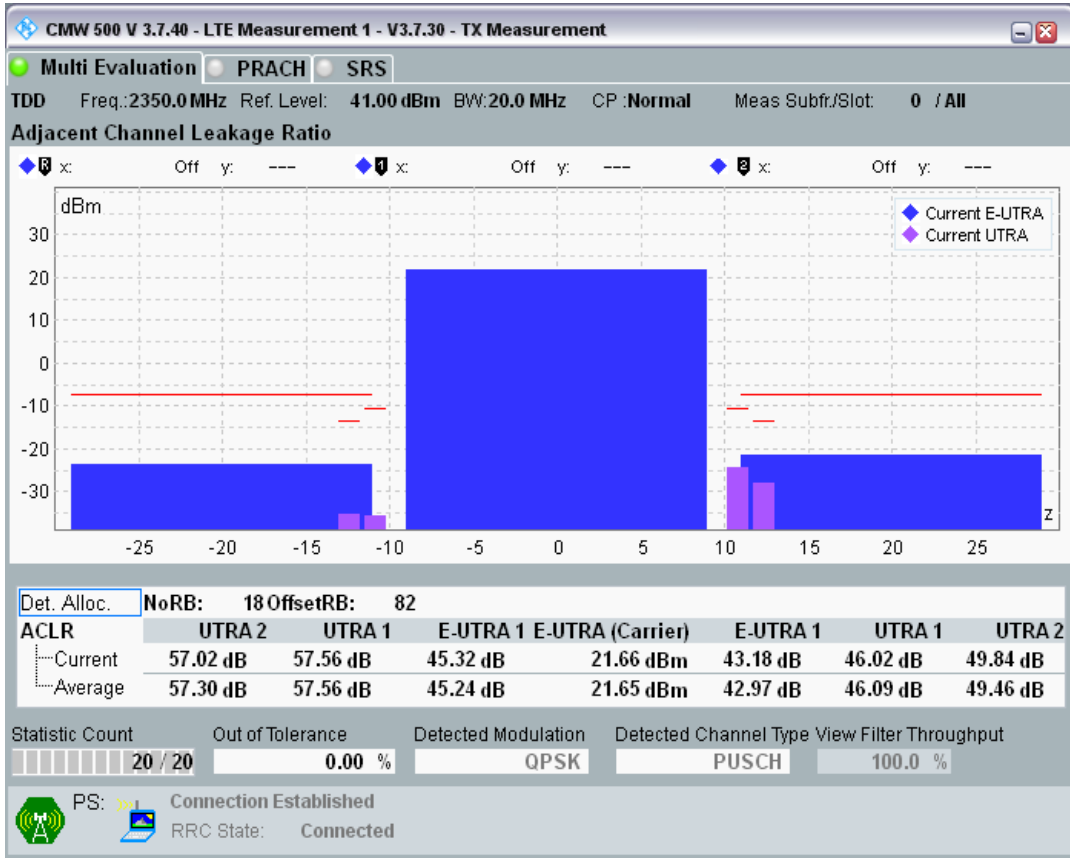 CMW 500 V 3.7.40 - LTE Measurement 1 - V3.7.30 - TX Measurement
Multi Evaluation PRACH SRS
TDD Freq.:2350.0 MHz Ref. Level: 41.00 dBm BW:20.0 MHz CP :Normal Meas Subfr./Slot: 0 / All
Adjacent Channel Leakage Ratio
R x: Off y: --- 1 x: Off y: --- 2 x: Off y: ---
dBm
Current E-UTRA
Current UTRA
30
20
10
0
-10
-20
-30
z
-25 -20 -15 -10 -5 0 5 10 15 20 25
Det. Alloc. NoRB: 18 OffsetRB: 82
ACLR UTRA 2 UTRA 1 E-UTRA 1 E-UTRA (Carrier) E-UTRA 1 UTRA 1 UTRA 2
Current 57.02 dB 57.56 dB 45.32 dB 21.66 dBm 43.18 dB 46.02 dB 49.84 dB
Average 57.30 dB 57.56 dB 45.24 dB 21.65 dBm 42.97 dB 46.09 dB 49.46 dB
Statistic Count Out of Tolerance Detected Modulation Detected Channel Type View Filter Throughput
20 / 20 0.00 % QPSK PUSCH 100.0 %
PS: Connection Established
RRC State: Connected